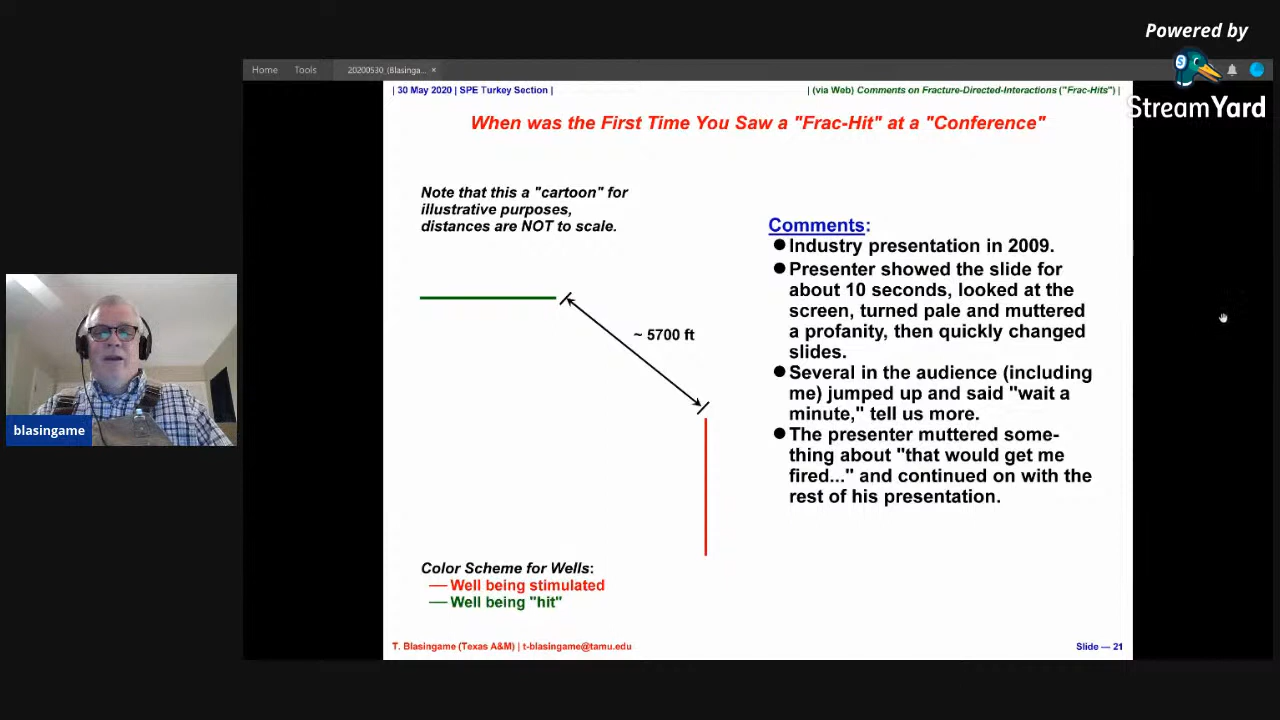 Powered by
StreamYard
Home Tools 20200530_(Blasinga... ×
| 30 May 2020 | SPE Turkey Section |
| (via Web) Comments on Fracture-Directed-Interactions ("Frac-Hits") |
When was the First Time You Saw a "Frac-Hit" at a "Conference"
Note that this a "cartoon" for
illustrative purposes,
distances are NOT to scale.
~ 5700 ft
Color Scheme for Wells:
Well being stimulated
Well being "hit"
Comments:
● Industry presentation in 2009.
● Presenter showed the slide for
about 10 seconds, looked at the
screen, turned pale and muttered
a profanity, then quickly changed
slides.
● Several in the audience (including
me) jumped up and said "wait a
minute," tell us more.
● The presenter muttered some-
thing about "that would get me
fired..." and continued on with the
rest of his presentation.
T. Blasingame (Texas A&M) | t-blasingame@tamu.edu
Slide — 21
blasingame